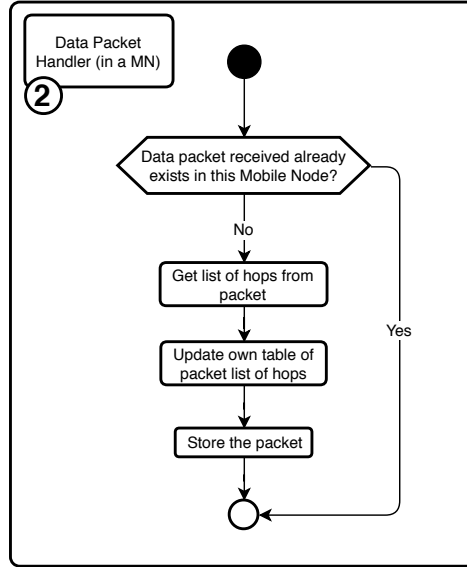 Data Packet
Handler (in a MN)
2
Data packet received already
exists in this Mobile Node?
No
Get list of hops from
packet
Yes
Update own table of
packet list of hops
Store the packet